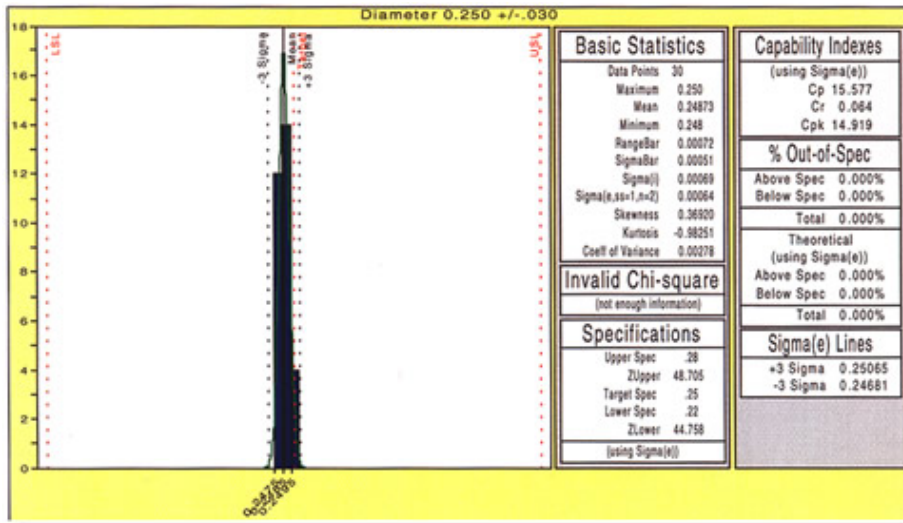 Diameter 0.250 +/-.030
18
16
14
12
10
8
6
4
2
0
LSL
-3 Sigma
Mean
+3 Sigma
USL
0.2475
0.2495
Basic Statistics
Data Points 30
Maximum 0.250
Mean 0.24873
Minimum 0.248
RangeBar 0.00072
SigmaBar 0.00051
Sigma(i) 0.00069
Sigma(e,ss=1,n=2) 0.00064
Skewness 0.36920
Kurtosis -0.98251
Coeff of Variance 0.00278
Invalid Chi-square
(not enough information)
Specifications
Upper Spec .28
ZUpper 48.705
Target Spec .25
Lower Spec .22
ZLower 44.758
(using Sigma(e))
Capability Indexes
(using Sigma(e))
Cp 15.577
Cr 0.064
Cpk 14.919
% Out-of-Spec
Above Spec 0.000%
Below Spec 0.000%
Total 0.000%
Theoretical
(using Sigma(e))
Above Spec 0.000%
Below Spec 0.000%
Total 0.000%
Sigma(e) Lines
+3 Sigma 0.25065
-3 Sigma 0.24681